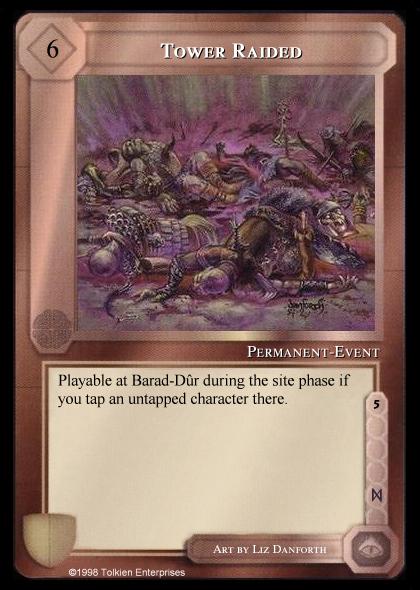 6
TOWER RAIDED
Danforth
PERMANENT-EVENT
Playable at Barad-Dûr during the site phase if
you tap an untapped character there.
5
ᛞ
ART BY LIZ DANFORTH
©1998 Tolkien Enterprises